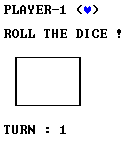 PLAYER-1 (♥)
ROLL THE DICE !
TURN : 1